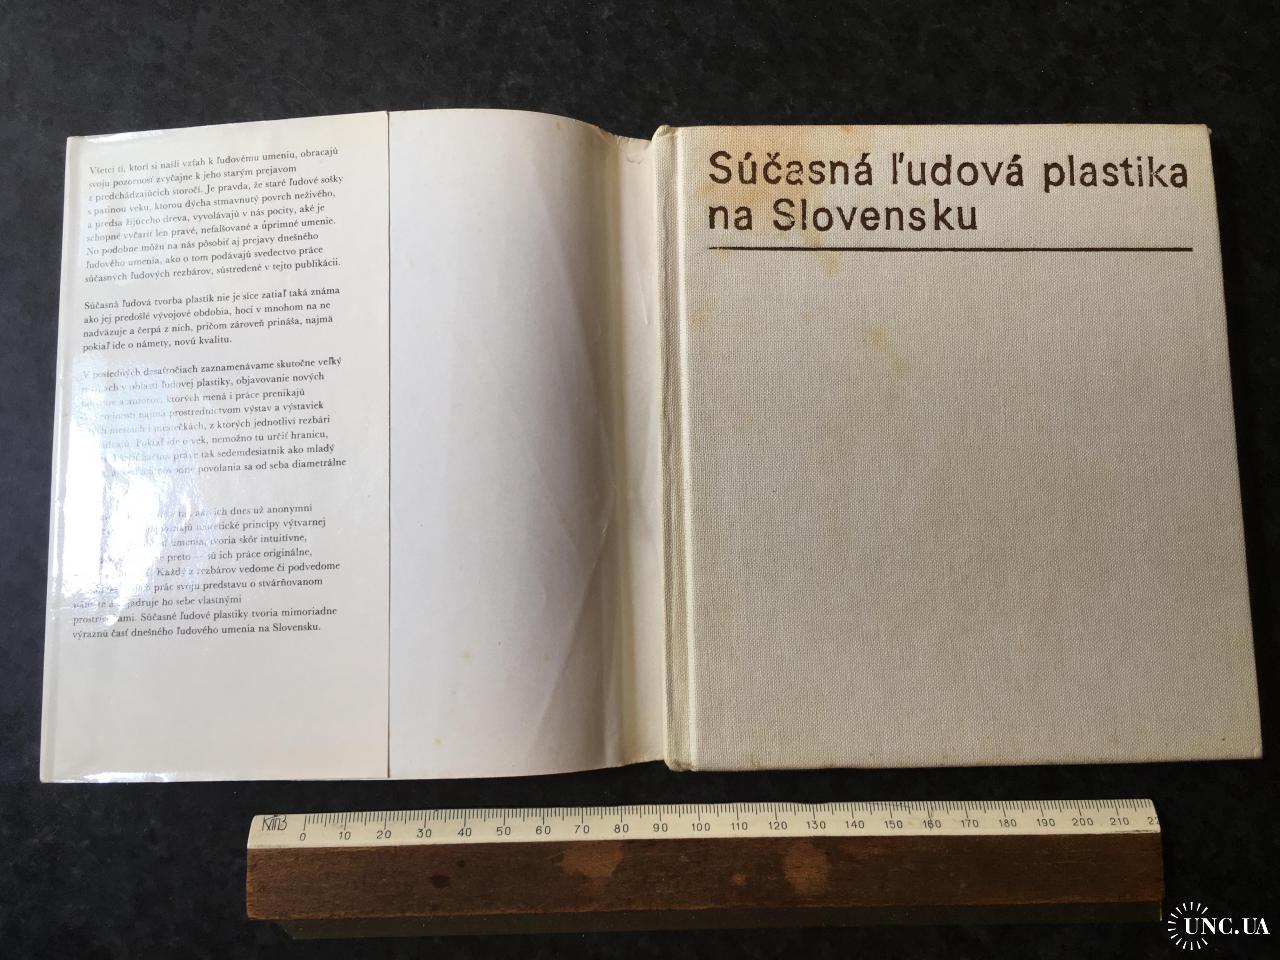 Všetci tí, ktorí si našli vzťah k ľudovému umeniu, obracajú
svoju pozornosť zvyčajne k jeho starým prejavom
z predchádzajúcich storočí. Je pravda, že staré ľudové sošky
s patinou veku, ktorou dýcha stmavnutý povrch neživého,
a predsa žijúceho dreva, vyvolávajú v nás pocity, aké je
schopné vyčariť len pravé, nefalšované a úprimné umenie.
No podobne môžu na nás pôsobiť aj prejavy dnešného
ľudového umenia, ako o tom podávajú svedectvo práce
súčasných ľudových rezbárov, sústredené v tejto publikácii.
Súčasná ľudová tvorba plastík nie je síce zatiaľ taká známa
ako jej predošlé vývojové obdobia, hoci v mnohom na ne
nadväzuje a čerpá z nich, pričom zároveň prináša, najmä
pokiaľ ide o námety, novú kvalitu.
V posledných desaťročiach zaznamenávame skutočne veľký
v oblasti ľudovej plastiky, objavovanie nových
a autorov, ktorých mená i práce prenikajú
najmä prostredníctvom výstav a výstaviek
mestách i mestečkách, z ktorých jednotliví rezbári
Pokiaľ ide o vek, nemožno tu určiť hranicu,
práve tak sedemdesiatnik ako mladý
povolania sa od seba diametrálne
ich dnes už anonymní
teoretické princípy výtvarnej
umenia, tvoria skôr intuitívne,
preto — sú ich práce originálne,
Každý z rezbárov vedome či podvedome
prác svoju predstavu o stvárňovanom
a vyjadruje ho sebe vlastnými
prostriedkami. Súčasné ľudové plastiky tvoria mimoriadne
výraznú časť dnešného ľudového umenia na Slovensku.
Súčasná ľudová plastika
na Slovensku
0 10 20 30 40 50 60 70 80 90 100 110 120 130 140 150 160 170 180 190 200 210
UNC.UA